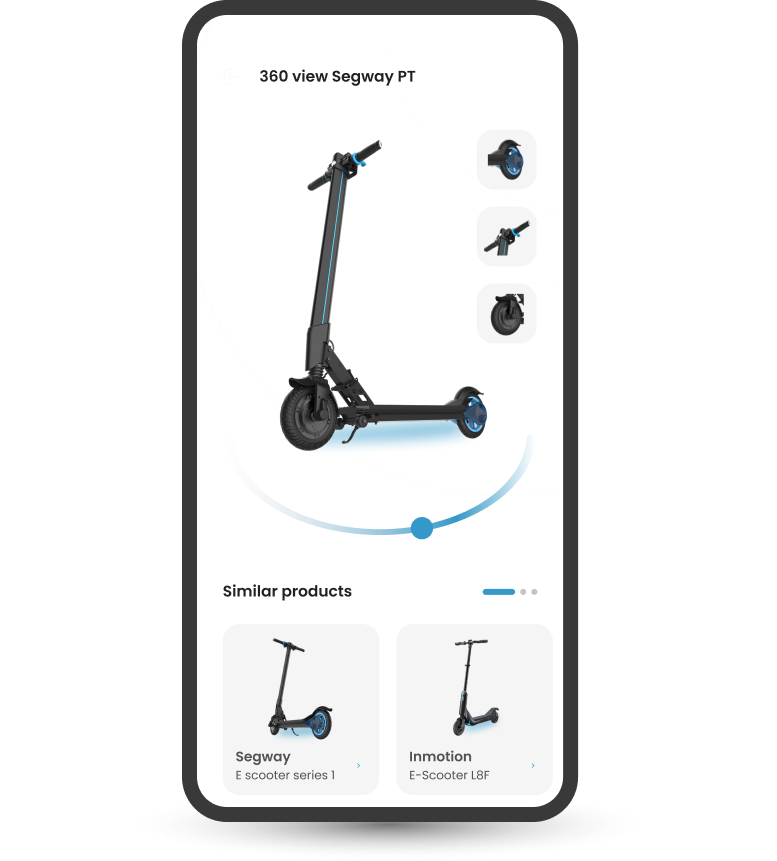 360 view Segway PT
Similar products
Segway
E scooter series 1
Inmotion
E-Scooter L8F